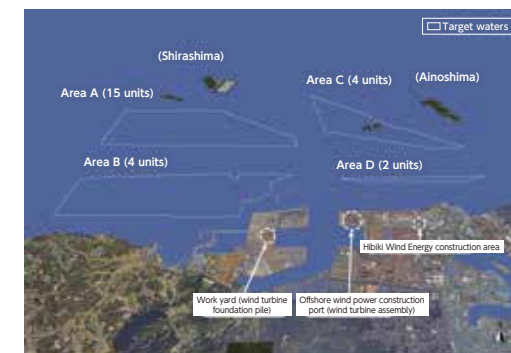 Target waters
(Shirashima)
Area A (15 units)
Area C (4 units)
(Ainoshima)
Area B (4 units)
Area D (2 units)
Hibiki Wind Energy construction area
Work yard (wind turbine
foundation pile)
Offshore wind power construction
port (wind turbine assembly)